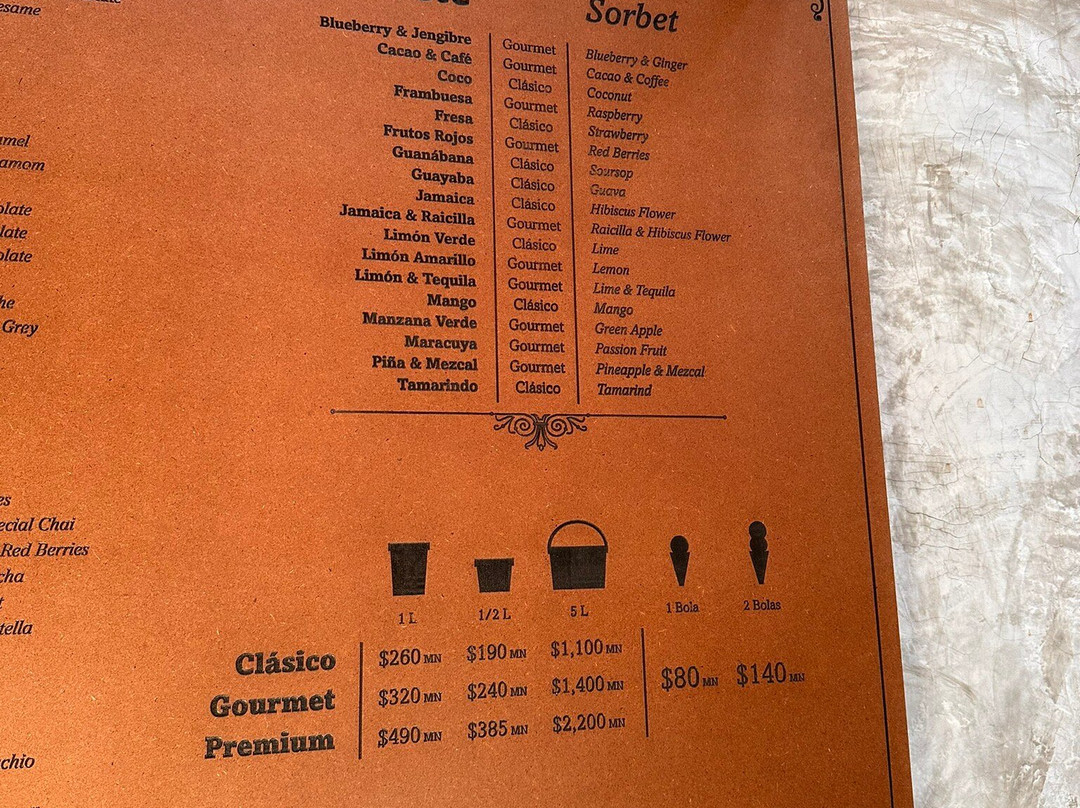 Sorbet
Blueberry & Jengibre Gourmet Blueberry & Ginger
Cacao & Café Gourmet Cacao & Coffee
Coco Clásico Coconut
Frambuesa Gourmet Raspberry
Fresa Clásico Strawberry
Frutos Rojos Gourmet Red Berries
Guanábana Clásico Soursop
Guayaba Clásico Guava
Jamaica Clásico Hibiscus Flower
Jamaica & Raicilla Gourmet Raicilla & Hibiscus Flower
Limón Verde Clásico Lime
Limón Amarillo Gourmet Lemon
Limón & Tequila Gourmet Lime & Tequila
Mango Clásico Mango
Manzana Verde Gourmet Green Apple
Maracuya Gourmet Passion Fruit
Piña & Mezcal Gourmet Pineapple & Mezcal
Tamarindo Clásico Tamarind
Grey
ecial Chai
Red Berries
1 L 1/2 L 5 L 1 Bola 2 Bolas
Clásico $260 MN $190 MN $1,100 MN
$80 MN $140 MN
Gourmet $320 MN $240 MN $1,400 MN
Premium $490 MN $385 MN $2,200 MN